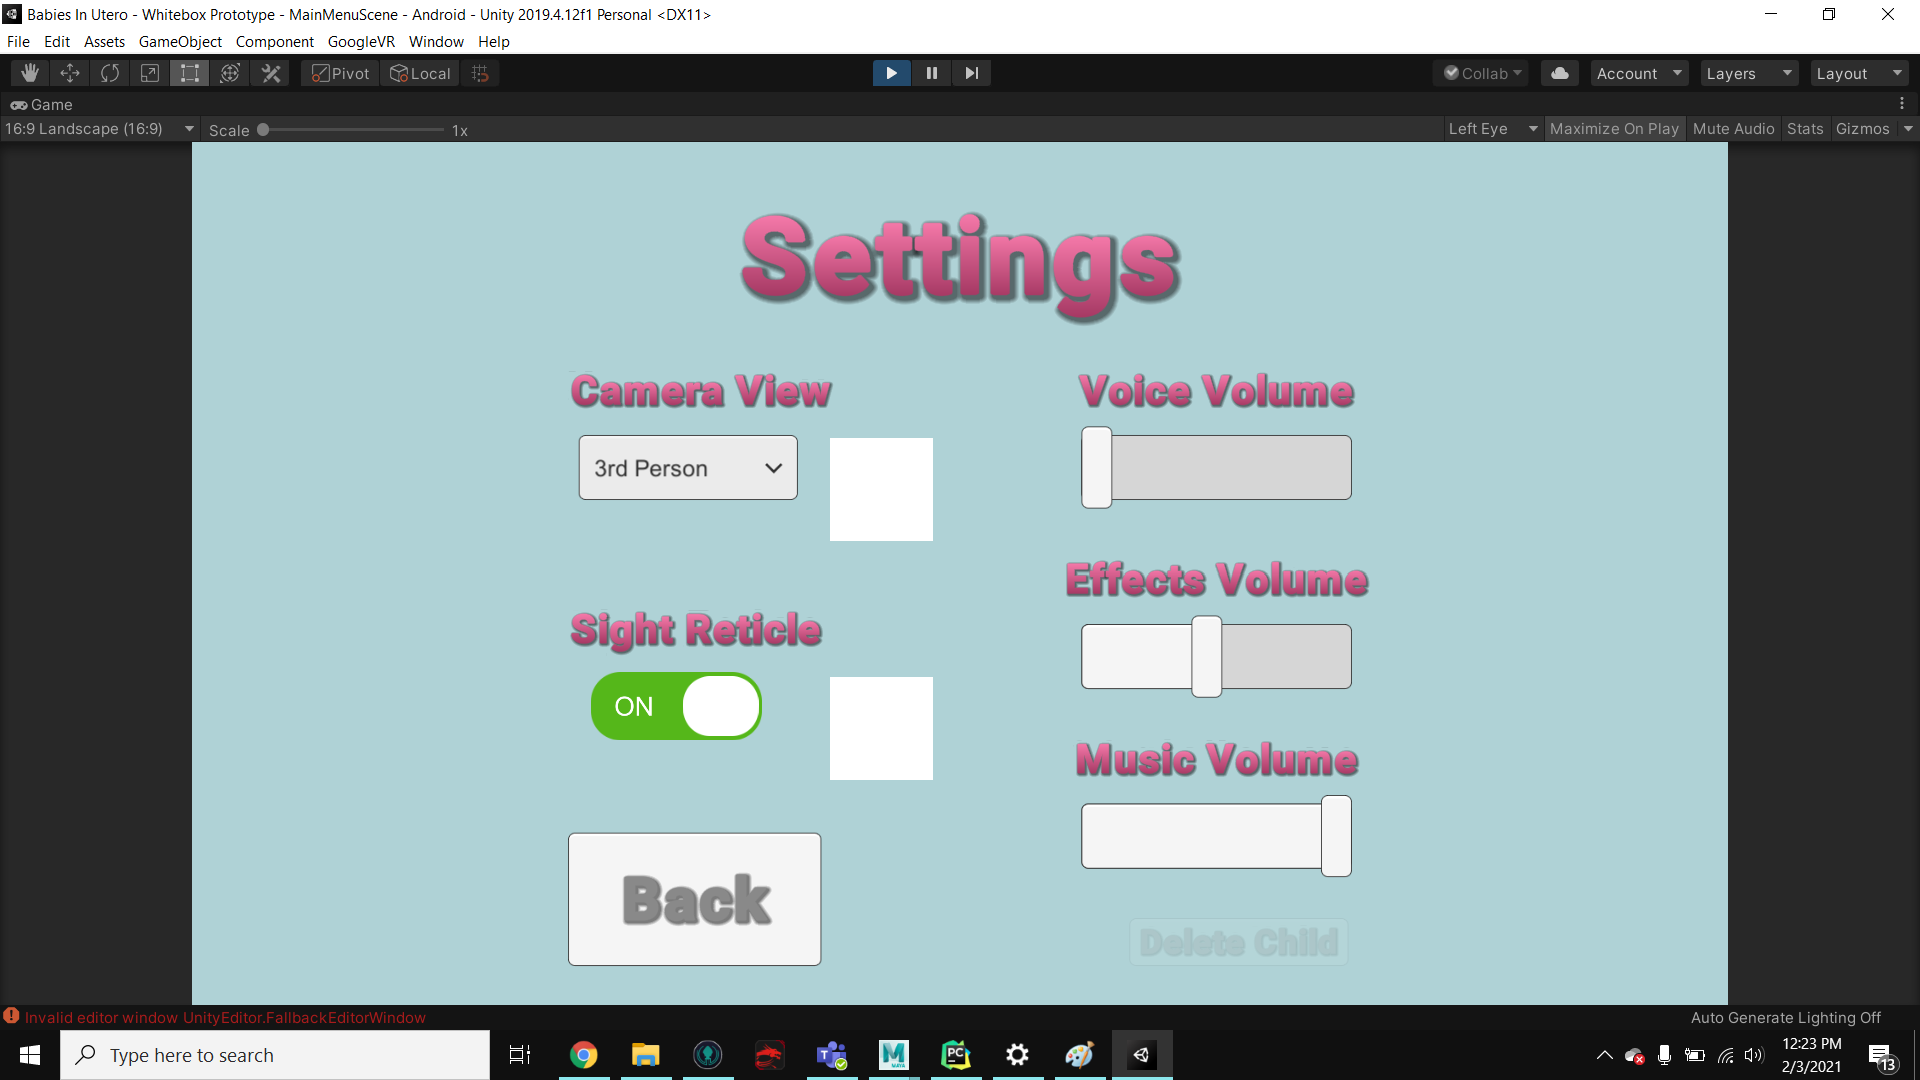 Babies In Utero - Whitebox Prototype - MainMenuScene - Android - Unity 2019.4.12f1 Personal <DX11>
File Edit Assets GameObject Component GoogleVR Window Help
Pivot Local Collab Account Layers Layout
Game
16:9 Landscape (16:9) Scale 1x Left Eye Maximize On Play Mute Audio Stats Gizmos
Settings
Camera View
3rd Person
Sight Reticle
ON
Back
Voice Volume
Effects Volume
Music Volume
Delete Child
Invalid editor window UnityEditor.FallbackEditorWindow
Auto Generate Lighting Off
Type here to search
T
M
MAYA
PC
12:23 PM
2/3/2021
13